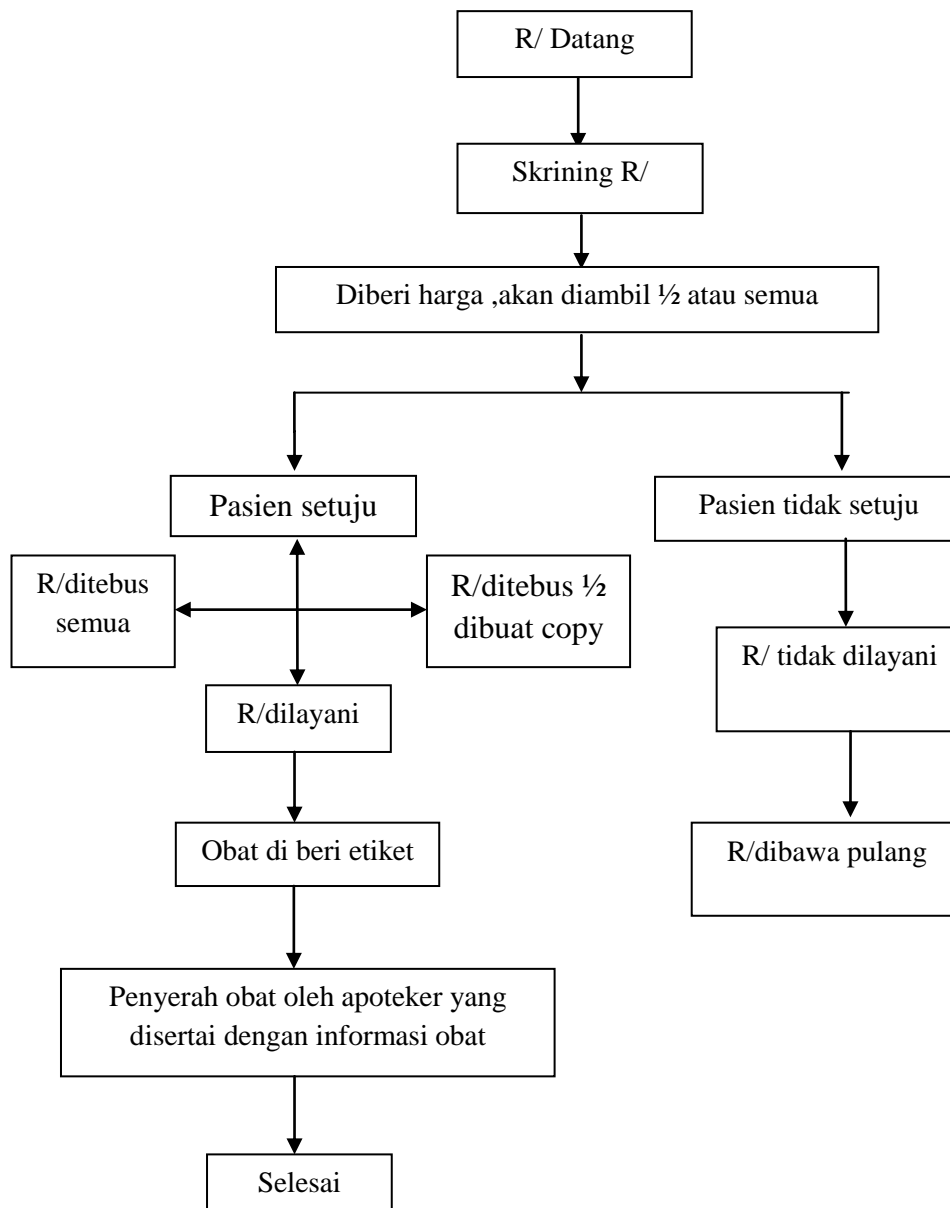 R/ Datang
Skrining R/
Diberi harga ,akan diambil ½ atau semua
Pasien setuju
Pasien tidak setuju
R/ditebus
semua
R/ditebus ½
dibuat copy
R/ tidak dilayani
R/dilayani
Obat di beri etiket
R/dibawa pulang
Penyerah obat oleh apoteker yang
disertai dengan informasi obat
Selesai